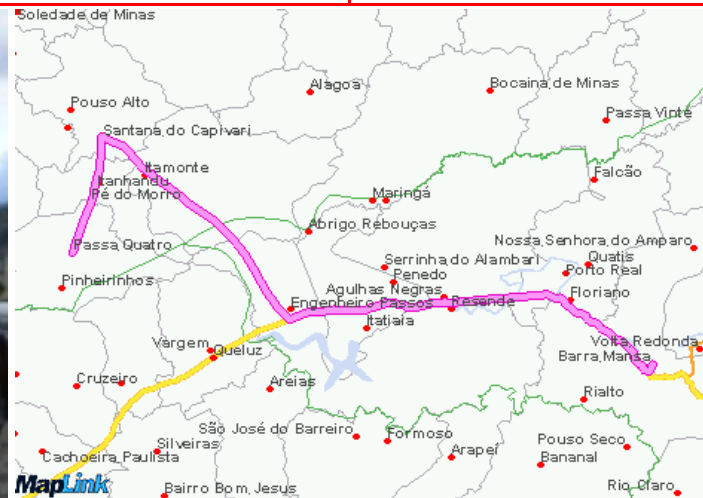 Soledade de Minas
Alagoa
Bocaina de Minas
Pouso Alto
Passa Vinte
Santana do Capivari
Itamonte
Itanhandu
Pé do Morro
Falcão
Maringá
Abrigo Rebouças
Passa Quatro
Nossa Senhora do Amparo
Serrinha do Alambari
Quatis
Penedo
Porto Real
Pinheirinhos
Agulhas Negras
Engenheiro Passos
Resende
Floriano
Itatiaia
Vargem
Queluz
Volta Redonda
Barra Mansa
Cruzeiro
Areias
Rialto
São José do Barreiro
Formoso
Silveiras
Pouso Seco
Cachoeira Paulista
Arapeí
Bananal
Bairro Bom Jesus
Rio Claro
MapLink